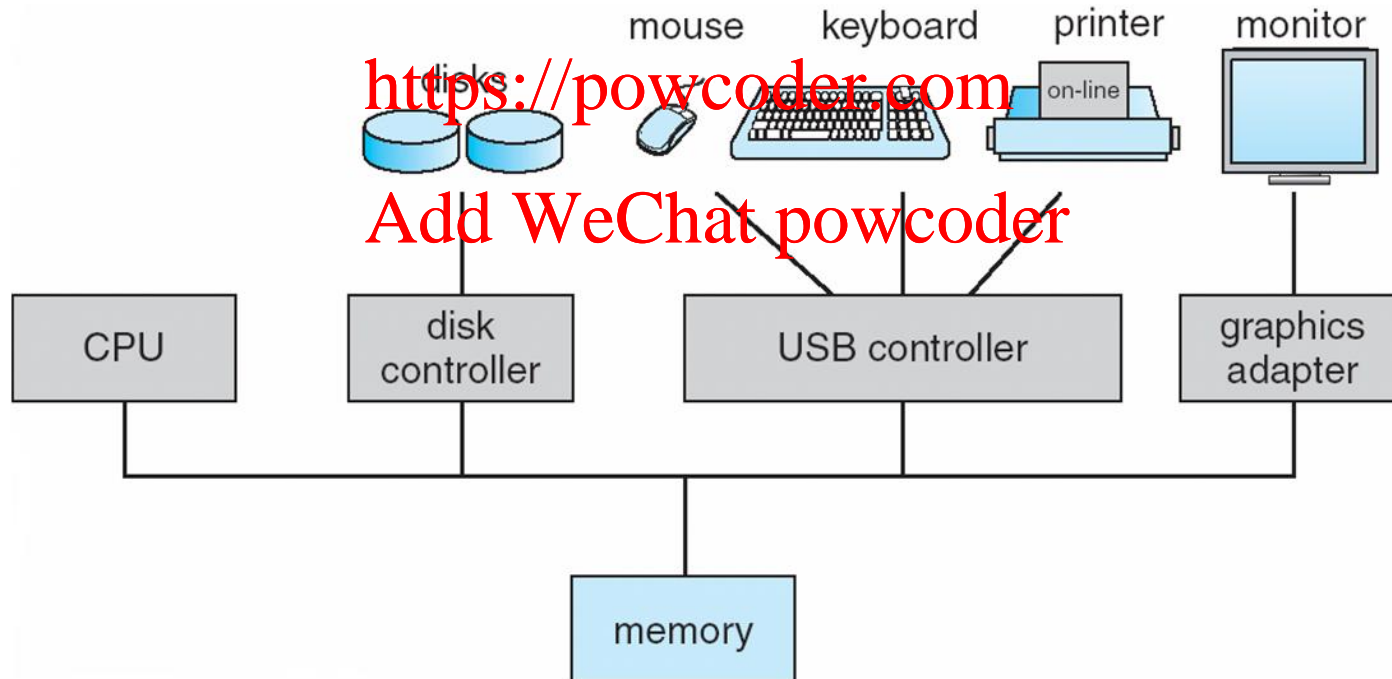 mouse keyboard printer monitor
disks
https://powcoder.com
on-line
Add WeChat powcoder
CPU
disk
controller
USB controller
graphics
adapter
memory